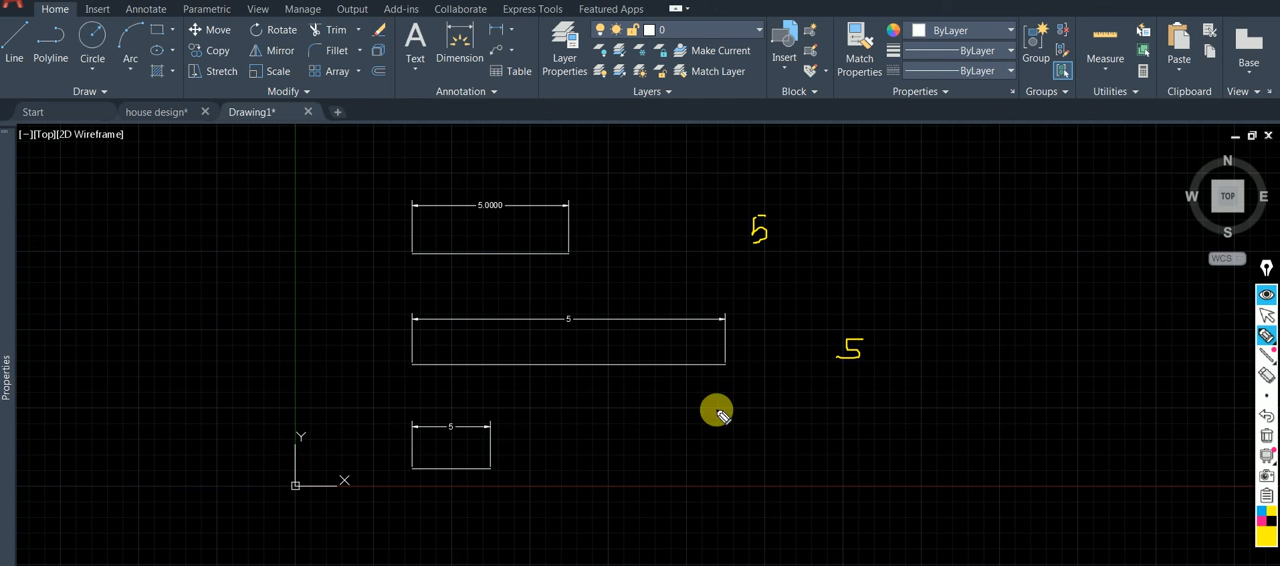 Home Insert Annotate Parametric View Manage Output Add-ins Collaborate Express Tools Featured Apps
Line Polyline Circle Arc
Move Rotate Trim
Copy Mirror Fillet
Stretch Scale Array
Text Dimension Table
Layer Properties
0
Make Current
Match Layer
Insert
Match Properties
ByLayer
ByLayer
ByLayer
Group
Measure
Paste
Base
Draw Modify Annotation Layers Block Properties Groups Utilities Clipboard View
Start house design* Drawing1*
[−][Top][2D Wireframe]
N
W TOP E
S
WCS
5.0000
5
5
5
5
Properties
Y
X